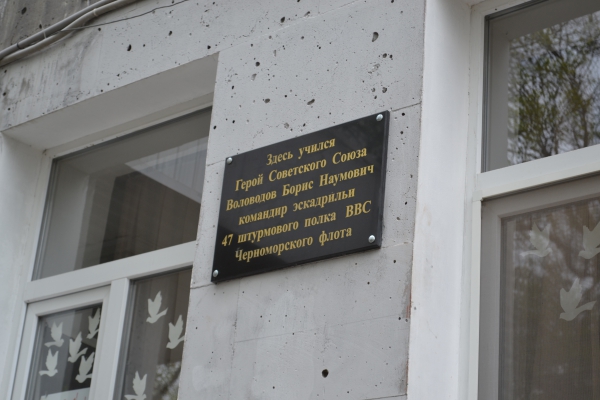 Здесь учился
Герой Советского Союза
Воловодов Борис Наумович
командир эскадрильи
47 штурмового полка ВВС
Черноморского флота